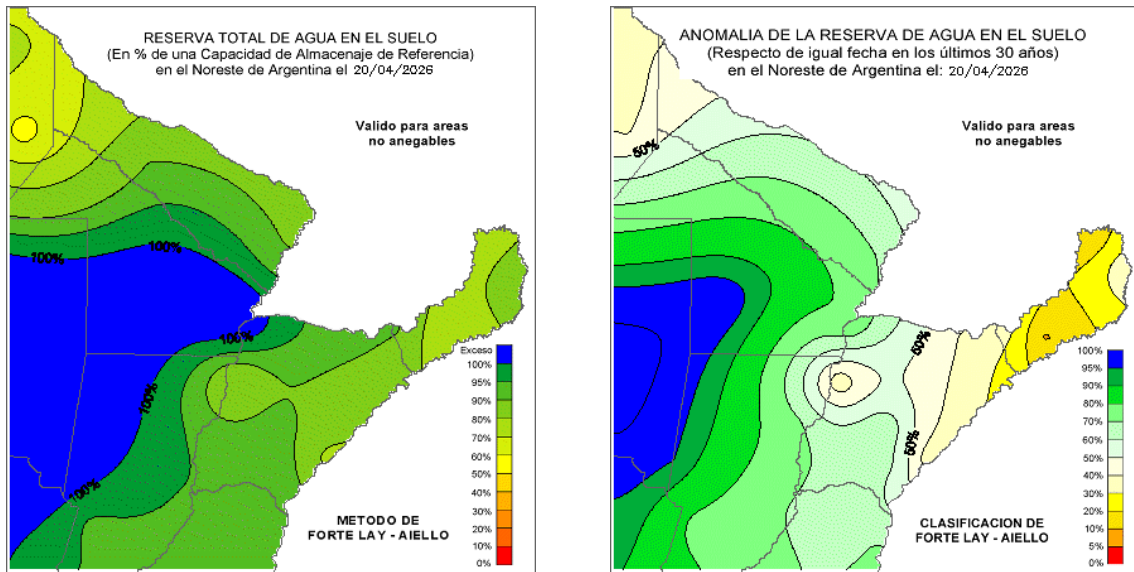 RESERVA TOTAL DE AGUA EN EL SUELO
(En % de una Capacidad de Almacenaje de Referencia)
en el Noreste de Argentina el 20/04/2026
Valido para areas
no anegables
100%
100%
100%
100%
100%
Exceso
100%
95%
90%
80%
70%
60%
50%
40%
30%
20%
10%
0%
METODO DE
FORTE LAY - AIELLO
ANOMALIA DE LA RESERVA DE AGUA EN EL SUELO
(Respecto de igual fecha en los últimos 30 años)
en el Noreste de Argentina el: 20/04/2026
Valido para areas
no anegables
50%
50%
50%
100%
95%
90%
80%
70%
60%
50%
40%
30%
20%
10%
5%
0%
CLASIFICACION DE
FORTE LAY - AIELLO